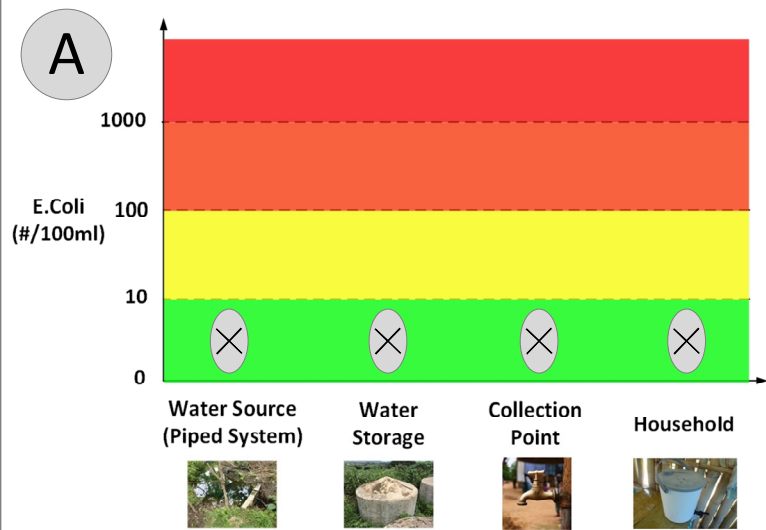 A
1000
E.Coli
(#/100ml)
100
10
0
Water Source
(Piped System)
Water
Storage
Collection
Point
Household